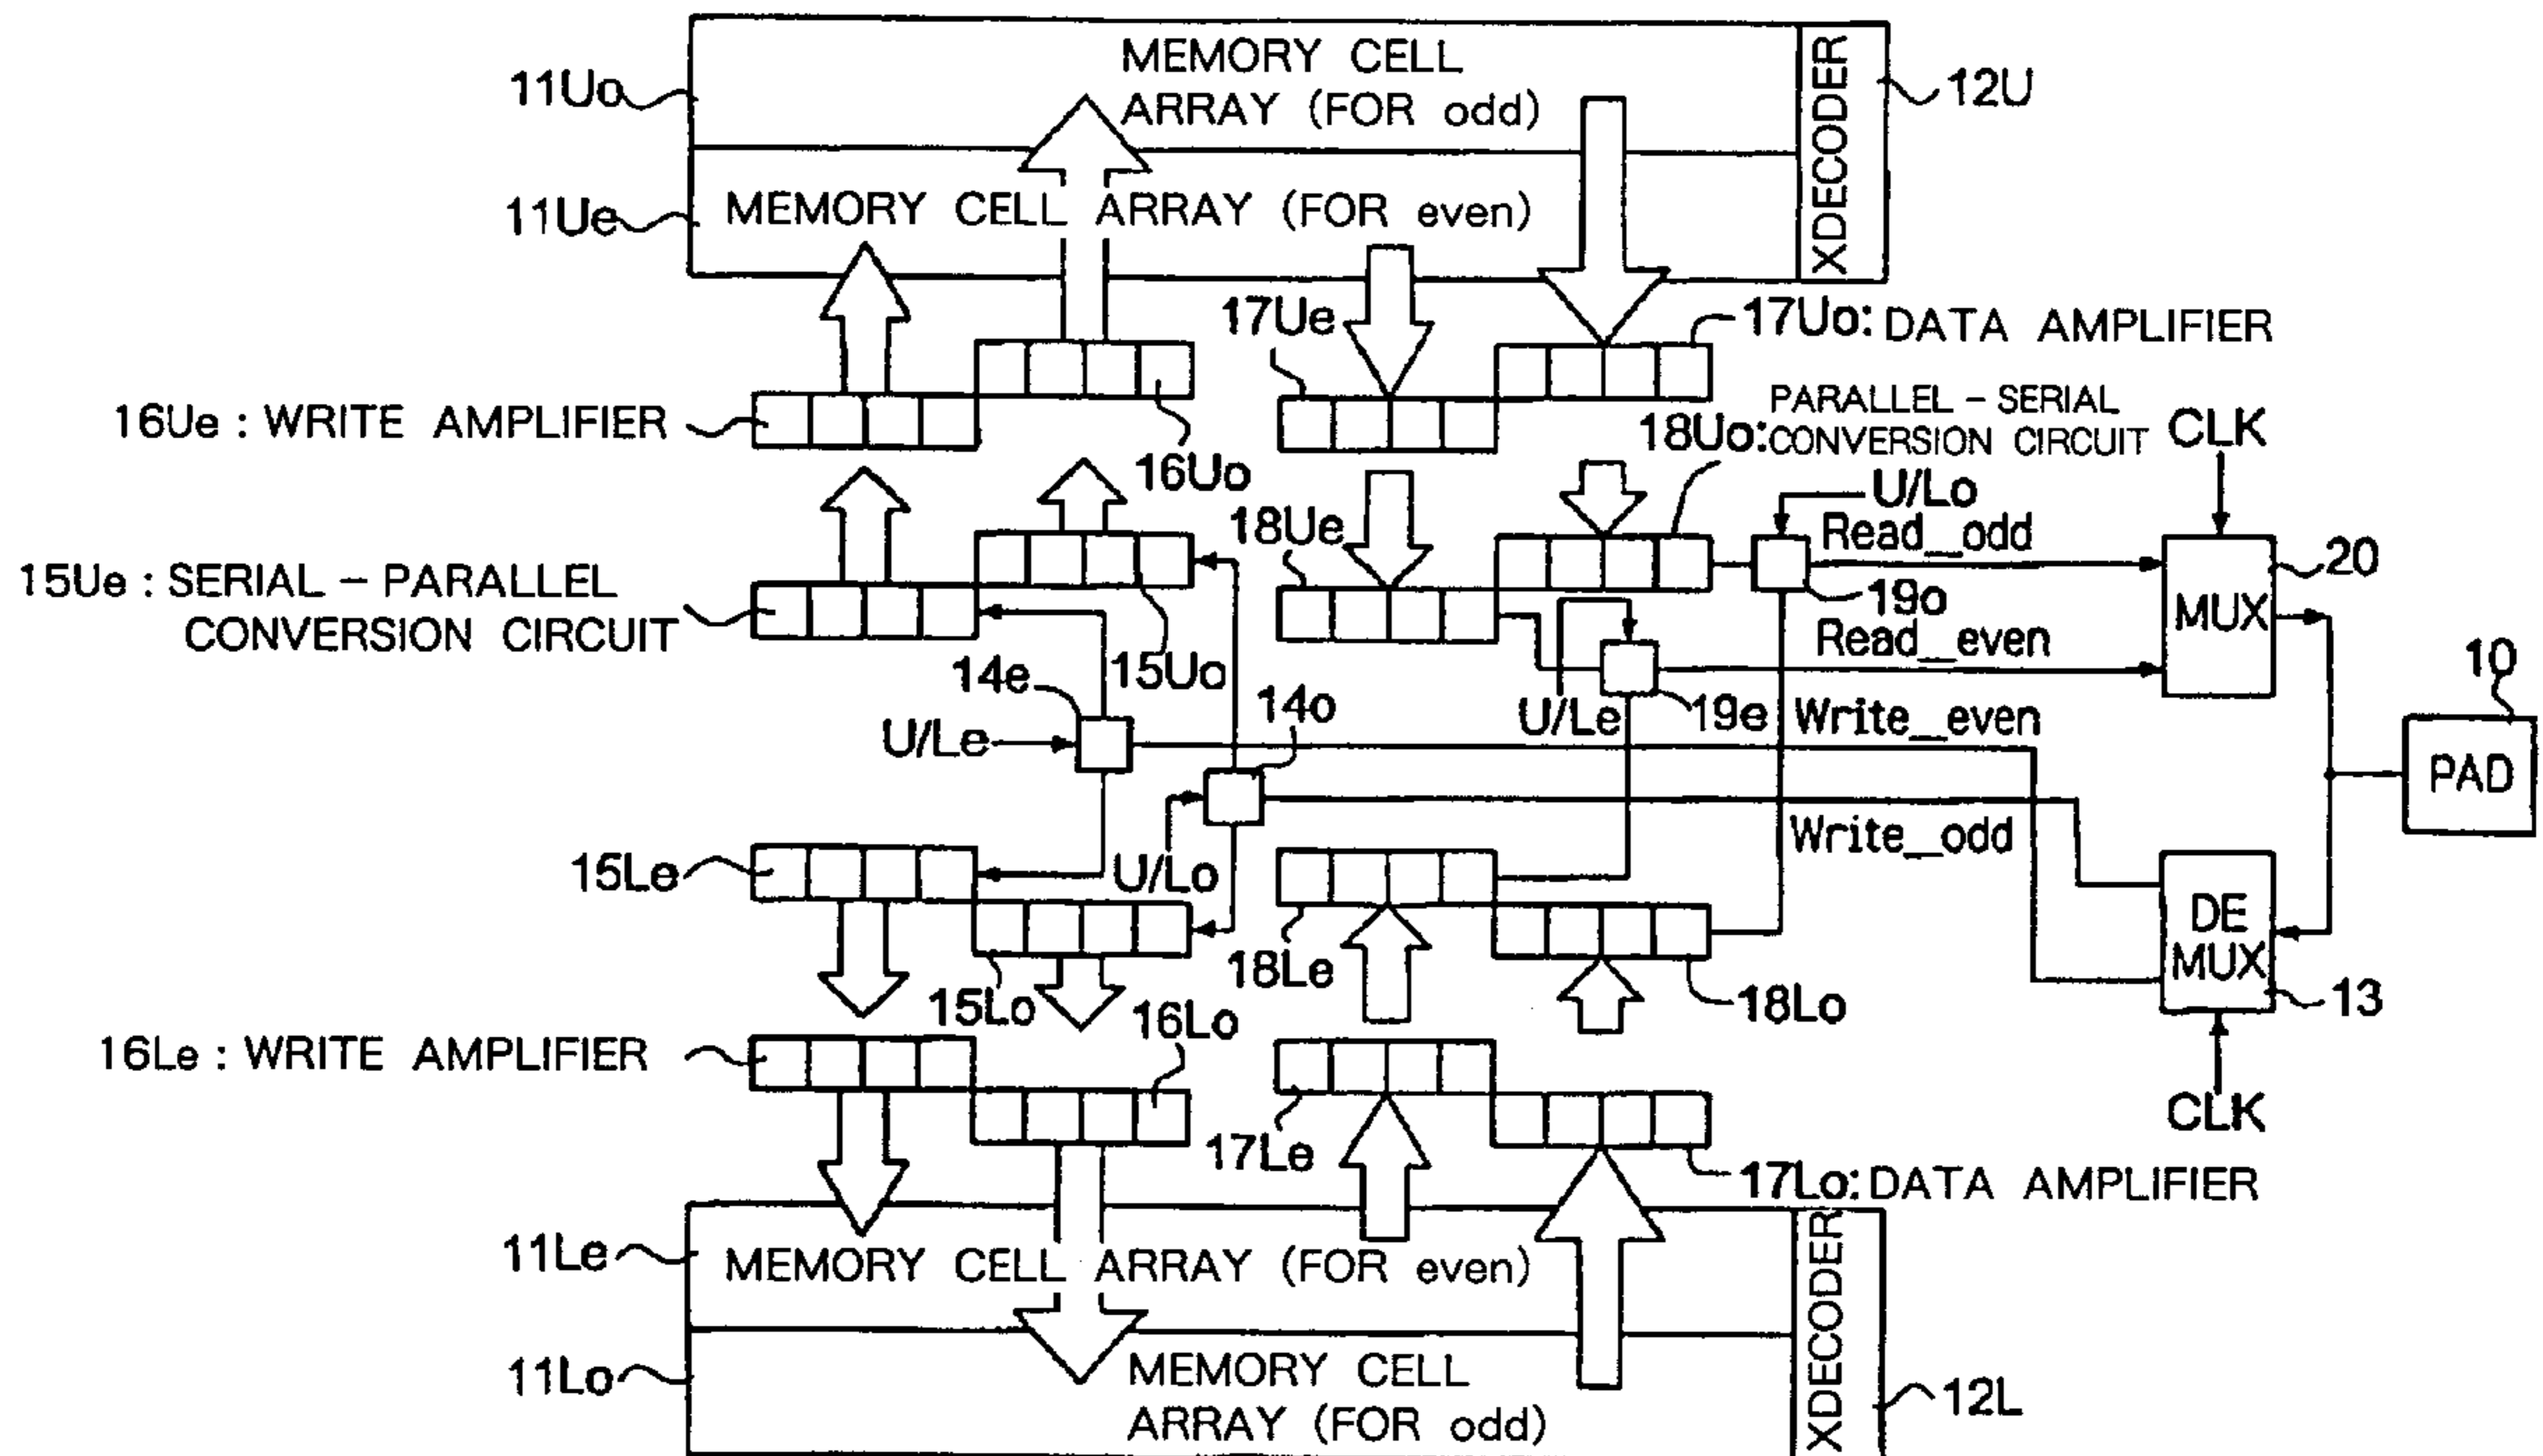 MEMORY CELL
ARRAY (FOR odd)
XDECODER
11Uo
12U
11Ue
MEMORY CELL ARRAY (FOR even)
17Ue
17Uo: DATA AMPLIFIER
16Ue : WRITE AMPLIFIER
16Uo
PARALLEL - SERIAL
18Uo: CONVERSION CIRCUIT
CLK
U/Lo
18Ue
Read_odd
20
15Ue : SERIAL - PARALLEL
CONVERSION CIRCUIT
19o
MUX
Read_even
15Uo
14e
10
14o
U/Le
19e
Write_even
U/Le
PAD
Write_odd
15Le
U/Lo
DE
MUX
18Le
15Lo
18Lo
13
16Lo
16Le : WRITE AMPLIFIER
CLK
17Le
17Lo: DATA AMPLIFIER
11Le
MEMORY CELL ARRAY (FOR even)
XDECODER
11Lo
MEMORY CELL
ARRAY (FOR odd)
12L